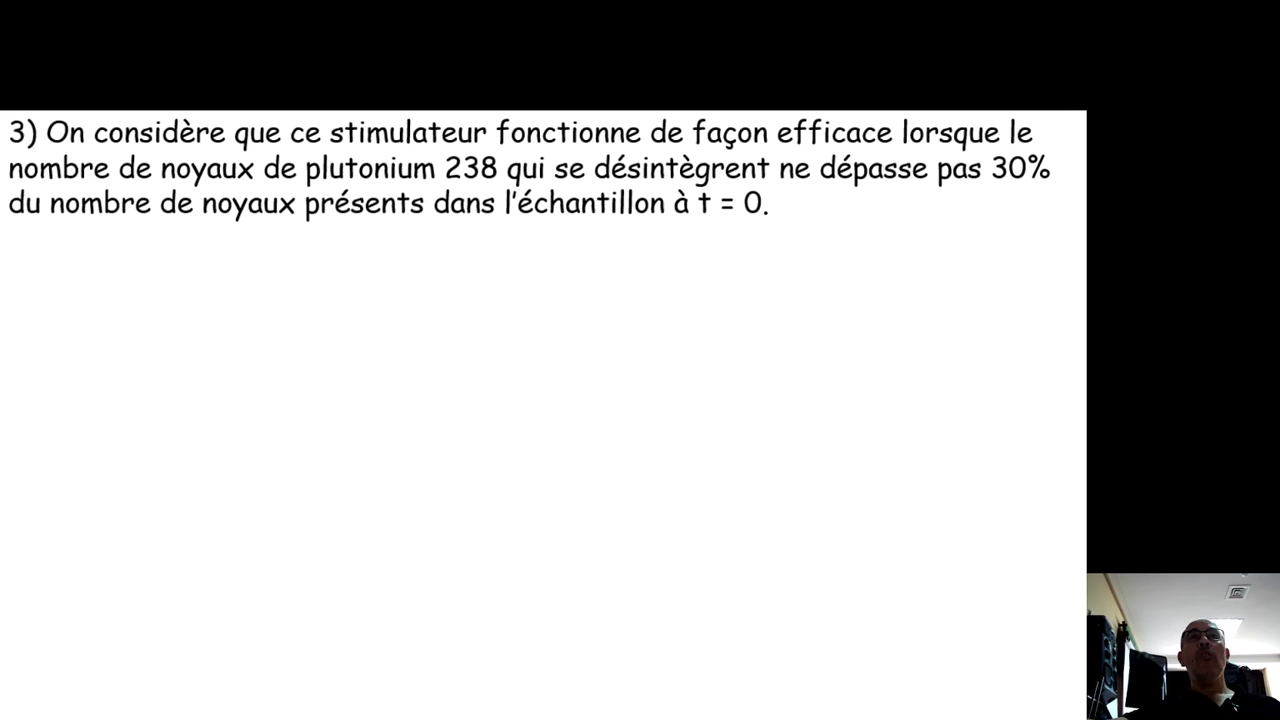 3) On considère que ce stimulateur fonctionne de façon efficace lorsque le
nombre de noyaux de plutonium 238 qui se désintègrent ne dépasse pas 30%
du nombre de noyaux présents dans l'échantillon à t = 0.